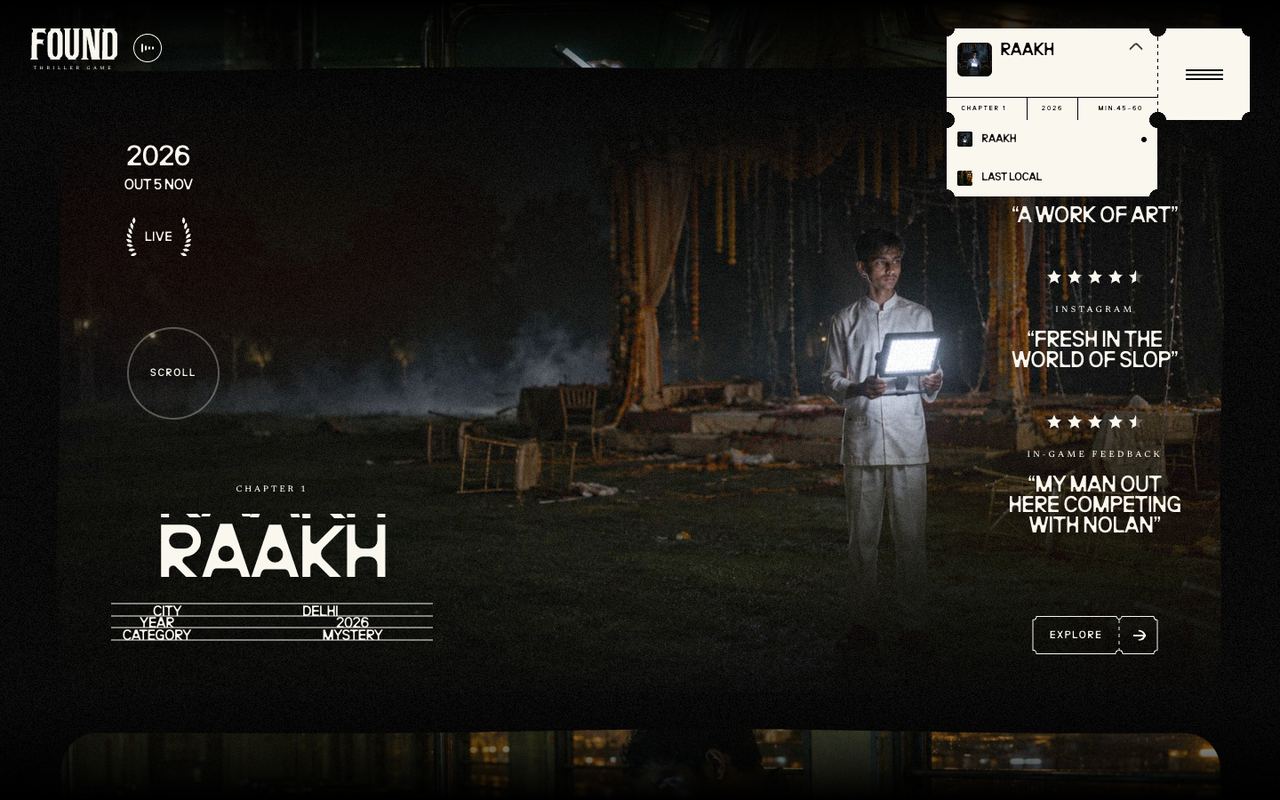 FOUND
THRILLER GAME
RAAKH
CHAPTER 1
2026
MIN.45-60
RAAKH
LAST LOCAL
2026
OUT 5 NOV
LIVE
SCROLL
CHAPTER 1
RAAKH
CITY DELHI
YEAR 2026
CATEGORY MYSTERY
“A WORK OF ART”
INSTAGRAM
“FRESH IN THE
WORLD OF SLOP”
IN-GAME FEEDBACK
“MY MAN OUT
HERE COMPETING
WITH NOLAN”
EXPLORE